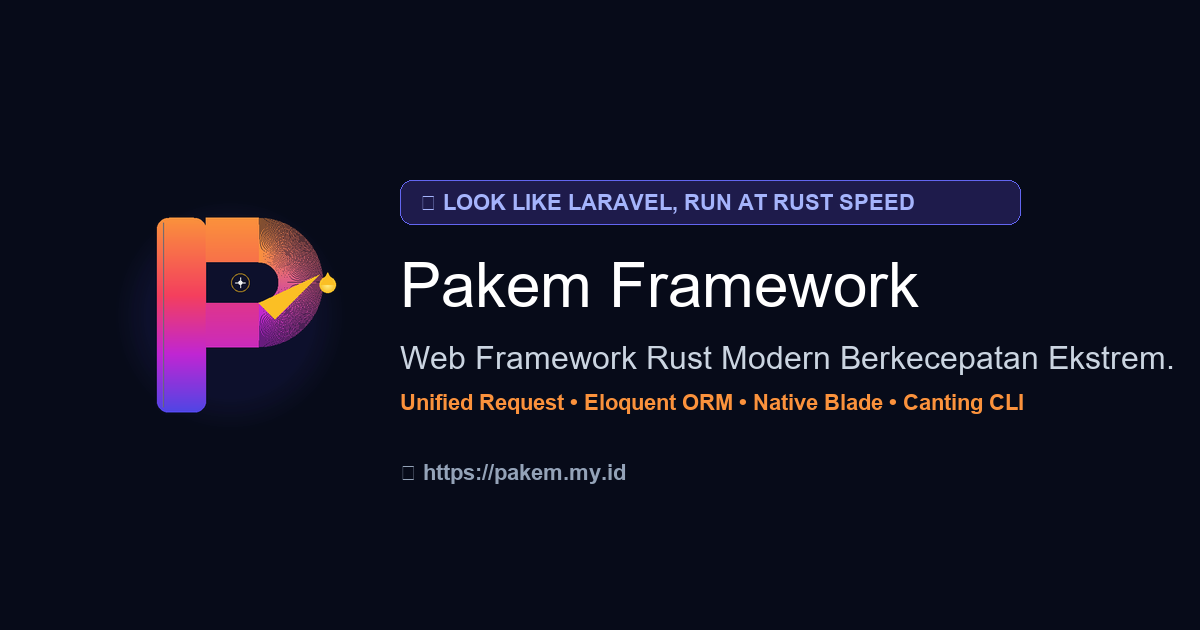 LOOK LIKE LARAVEL, RUN AT RUST SPEED
Pakem Framework
Web Framework Rust Modern Berkecepatan Ekstrem.
Unified Request • Eloquent ORM • Native Blade • Canting CLI
https://pakem.my.id